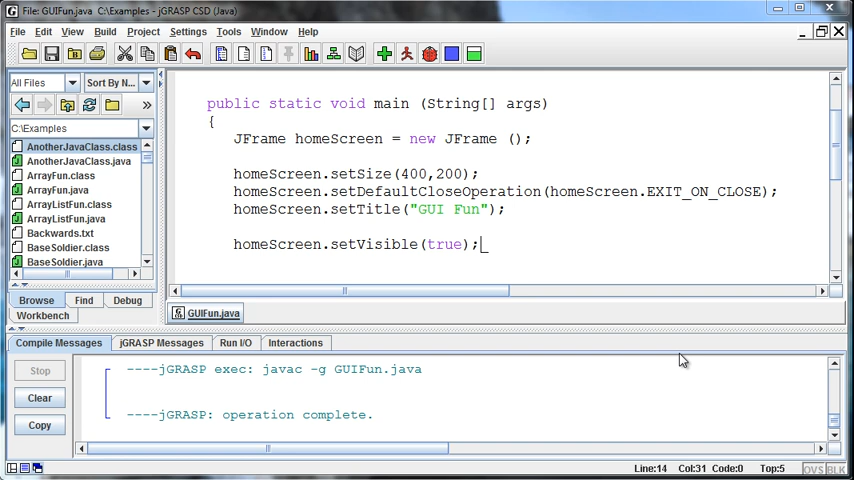 File: GUIFun.java  C:\Examples - jGRASP CSD (Java)
File Edit View Build Project Settings Tools Window Help
All Files
Sort By N...
C:\Examples
AnotherJavaClass.class
AnotherJavaClass.java
ArrayFun.class
ArrayFun.java
ArrayListFun.class
ArrayListFun.java
Backwards.txt
BaseSoldier.class
BaseSoldier.java
Browse Find Debug
Workbench
public static void main (String[] args)
{
JFrame homeScreen = new JFrame ();
homeScreen.setSize(400,200);
homeScreen.setDefaultCloseOperation(homeScreen.EXIT_ON_CLOSE);
homeScreen.setTitle("GUI Fun");
homeScreen.setVisible(true);
GUIFun.java
Compile Messages jGRASP Messages Run I/O Interactions
Stop
Clear
Copy
----jGRASP exec: javac -g GUIFun.java
----jGRASP: operation complete.
Line:14 Col:31 Code:0 Top:5 OVS BLK